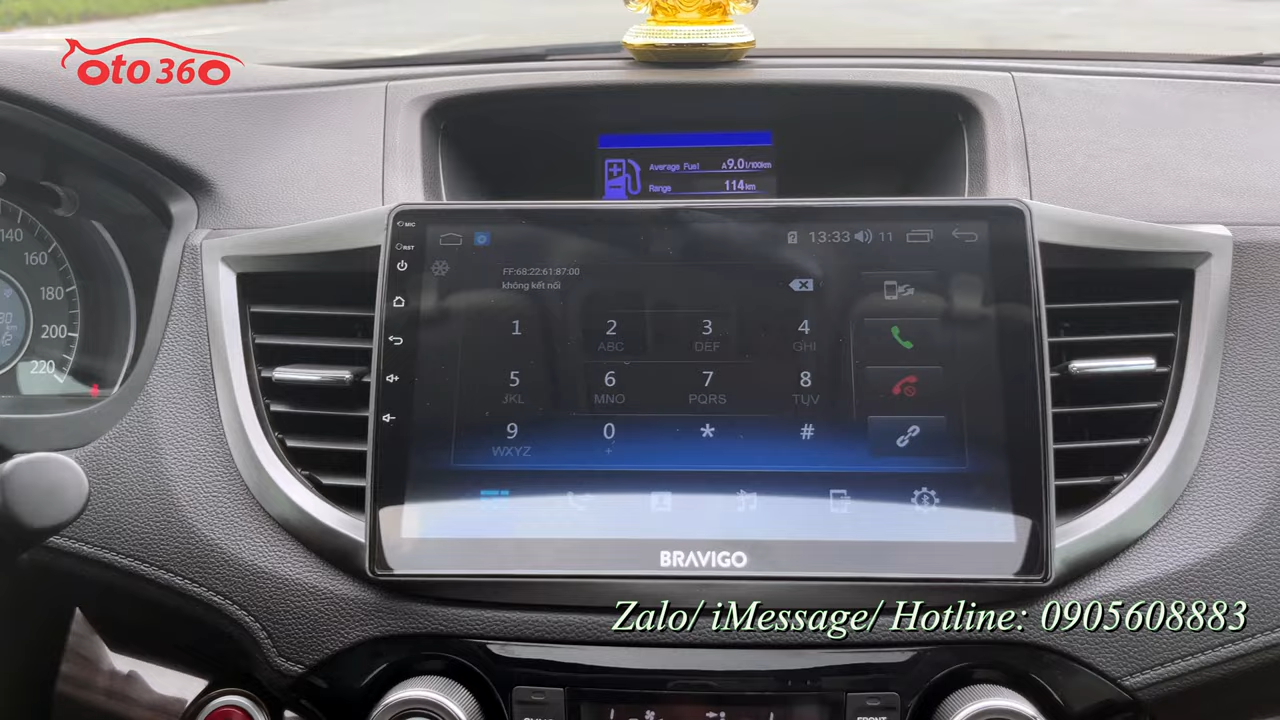 oto360
Average Fuel A9.0l/100km
Range 114km
MIC
RST
13:33 11
FF:68:22:61:87:00
không kết nối
1 2 3 4
ABC DEF GHI
5 6 7 8
JKL MNO PQRS TUV
9 0 * #
WXYZ +
140
160
180
200
220
BRAVIGO
Zalo/ iMessage/ Hotline: 0905608883